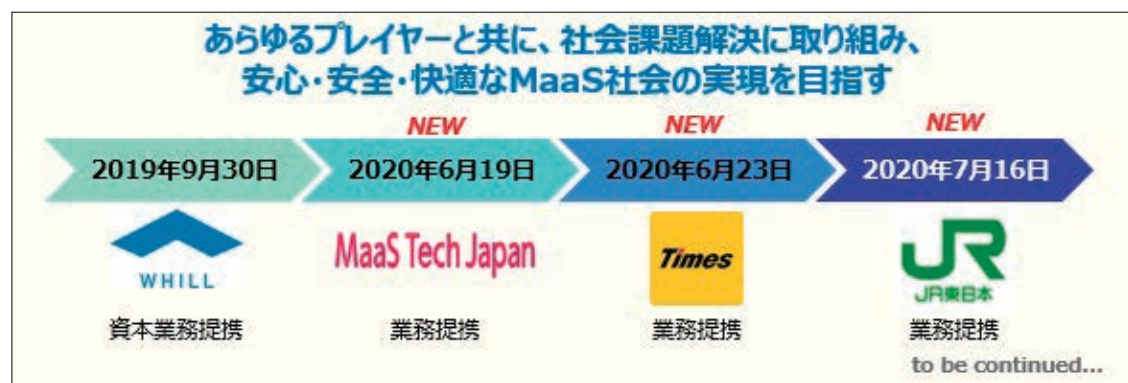 あらゆるプレイヤーと共に、社会課題解決に取り組み、
安心・安全・快適なMaaS社会の実現を目指す
NEW
NEW
NEW
2019年9月30日
2020年6月19日
2020年6月23日
2020年7月16日
WHILL
MaaS Tech Japan
Times
JR
JR東日本
資本業務提携
業務提携
業務提携
業務提携
to be continued...